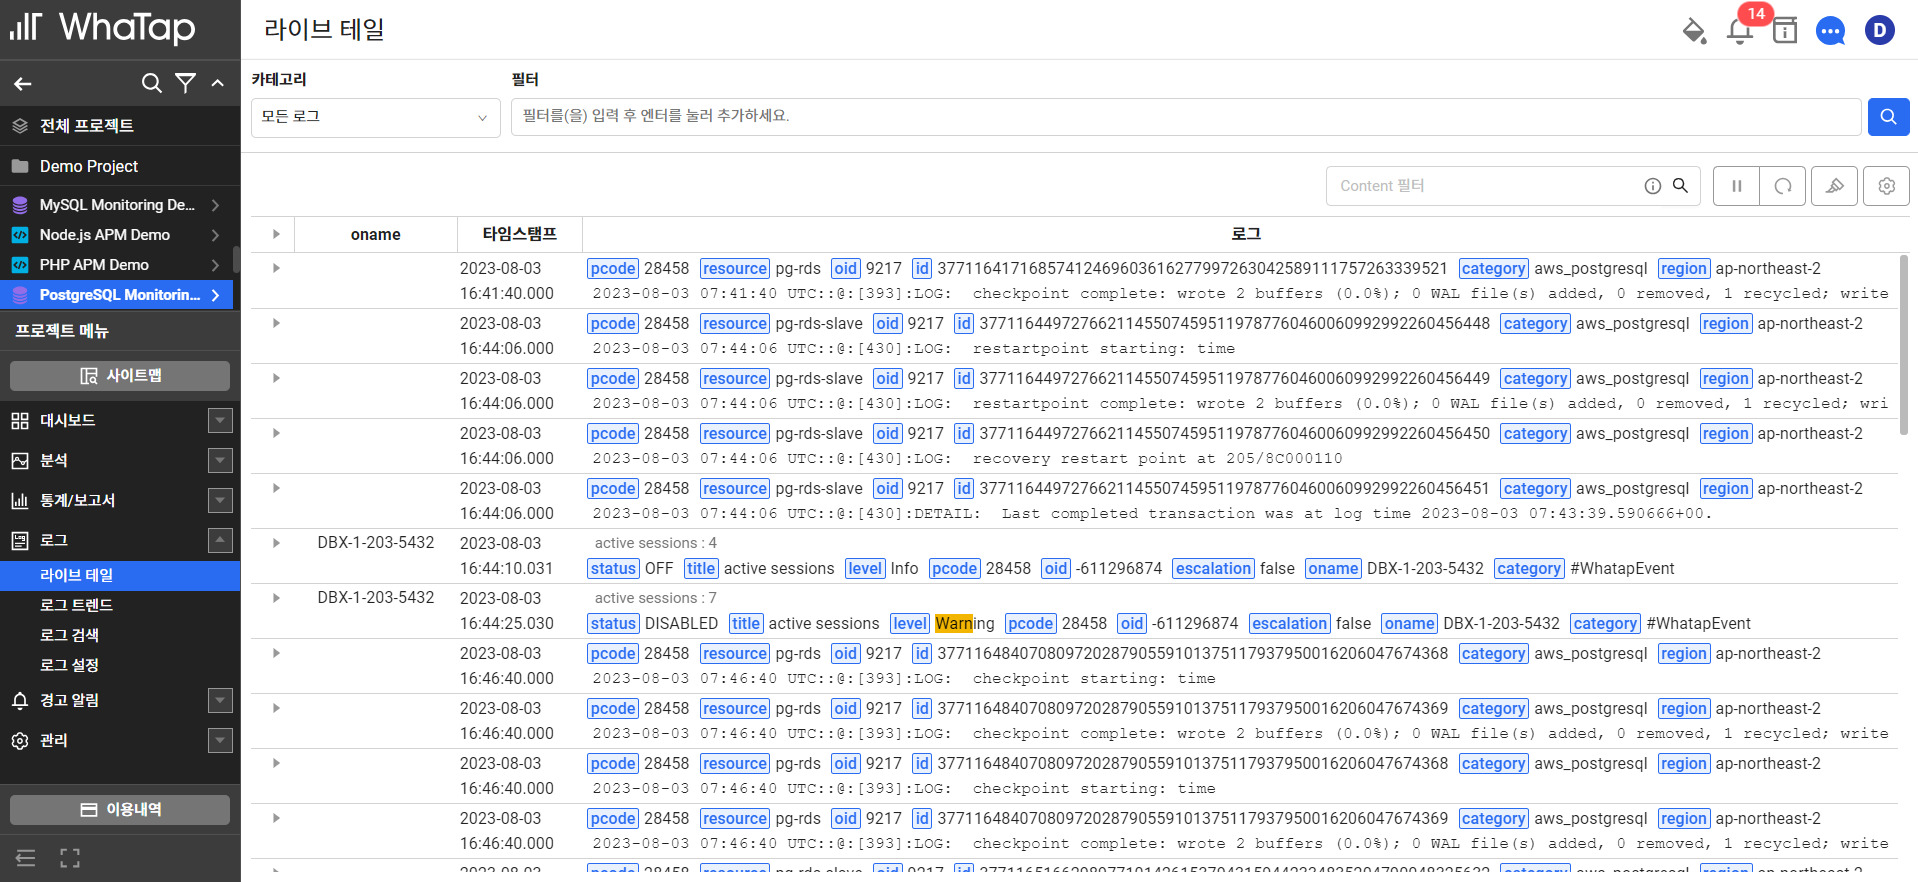 WhaTap
라이브 테일
14
D
전체 프로젝트
Demo Project
MySQL Monitoring De...
Node.js APM Demo
PHP APM Demo
PostgreSQL Monitorin...
프로젝트 메뉴
사이트맵
대시보드
분석
통계/보고서
로그
라이브 테일
로그 트렌드
로그 검색
로그 설정
경고 알림
관리
이용내역
카테고리
필터
모든 로그
필터를(을) 입력 후 엔터를 눌러 추가하세요.
Content 필터
oname 타임스탬프 로그
2023-08-03 pcode 28458 resource pg-rds oid 9217 id 37711641716857412469603616277997263042589111757263339521 category aws_postgresql region ap-northeast-2
16:41:40.000 2023-08-03 07:41:40 UTC::@:[393]:LOG: checkpoint complete: wrote 2 buffers (0.0%); 0 WAL file(s) added, 0 removed, 1 recycled; write
2023-08-03 pcode 28458 resource pg-rds-slave oid 9217 id 37711644972766211455074595119787760460060992992260456448 category aws_postgresql region ap-northeast-2
16:44:06.000 2023-08-03 07:44:06 UTC::@:[430]:LOG: restartpoint starting: time
2023-08-03 pcode 28458 resource pg-rds-slave oid 9217 id 37711644972766211455074595119787760460060992992260456449 category aws_postgresql region ap-northeast-2
16:44:06.000 2023-08-03 07:44:06 UTC::@:[430]:LOG: restartpoint complete: wrote 2 buffers (0.0%); 0 WAL file(s) added, 0 removed, 1 recycled; wri
2023-08-03 pcode 28458 resource pg-rds-slave oid 9217 id 37711644972766211455074595119787760460060992992260456450 category aws_postgresql region ap-northeast-2
16:44:06.000 2023-08-03 07:44:06 UTC::@:[430]:LOG: recovery restart point at 205/8C000110
2023-08-03 pcode 28458 resource pg-rds-slave oid 9217 id 37711644972766211455074595119787760460060992992260456451 category aws_postgresql region ap-northeast-2
16:44:06.000 2023-08-03 07:44:06 UTC::@:[430]:DETAIL: Last completed transaction was at log time 2023-08-03 07:43:39.590666+00.
DBX-1-203-5432 2023-08-03 active sessions : 4
16:44:10.031 status OFF title active sessions level Info pcode 28458 oid -611296874 escalation false oname DBX-1-203-5432 category #WhatapEvent
DBX-1-203-5432 2023-08-03 active sessions : 7
16:44:25.030 status DISABLED title active sessions level Warning pcode 28458 oid -611296874 escalation false oname DBX-1-203-5432 category #WhatapEvent
2023-08-03 pcode 28458 resource pg-rds oid 9217 id 37711648407080972028790559101375117937950016206047674368 category aws_postgresql region ap-northeast-2
16:46:40.000 2023-08-03 07:46:40 UTC::@:[393]:LOG: checkpoint starting: time
2023-08-03 pcode 28458 resource pg-rds oid 9217 id 37711648407080972028790559101375117937950016206047674369 category aws_postgresql region ap-northeast-2
16:46:40.000 2023-08-03 07:46:40 UTC::@:[393]:LOG: checkpoint complete: wrote 2 buffers (0.0%); 0 WAL file(s) added, 0 removed, 1 recycled; write
2023-08-03 pcode 28458 resource pg-rds oid 9217 id 37711648407080972028790559101375117937950016206047674368 category aws_postgresql region ap-northeast-2
16:46:40.000 2023-08-03 07:46:40 UTC::@:[393]:LOG: checkpoint starting: time
2023-08-03 pcode 28458 resource pg-rds oid 9217 id 37711648407080972028790559101375117937950016206047674369 category aws_postgresql region ap-northeast-2
16:46:40.000 2023-08-03 07:46:40 UTC::@:[393]:LOG: checkpoint complete: wrote 2 buffers (0.0%); 0 WAL file(s) added, 0 removed, 1 recycled; write
2023-08-03 pcode 28458 resource pg-rds-slave oid 9217 id category aws_postgresql region ap-northeast-2